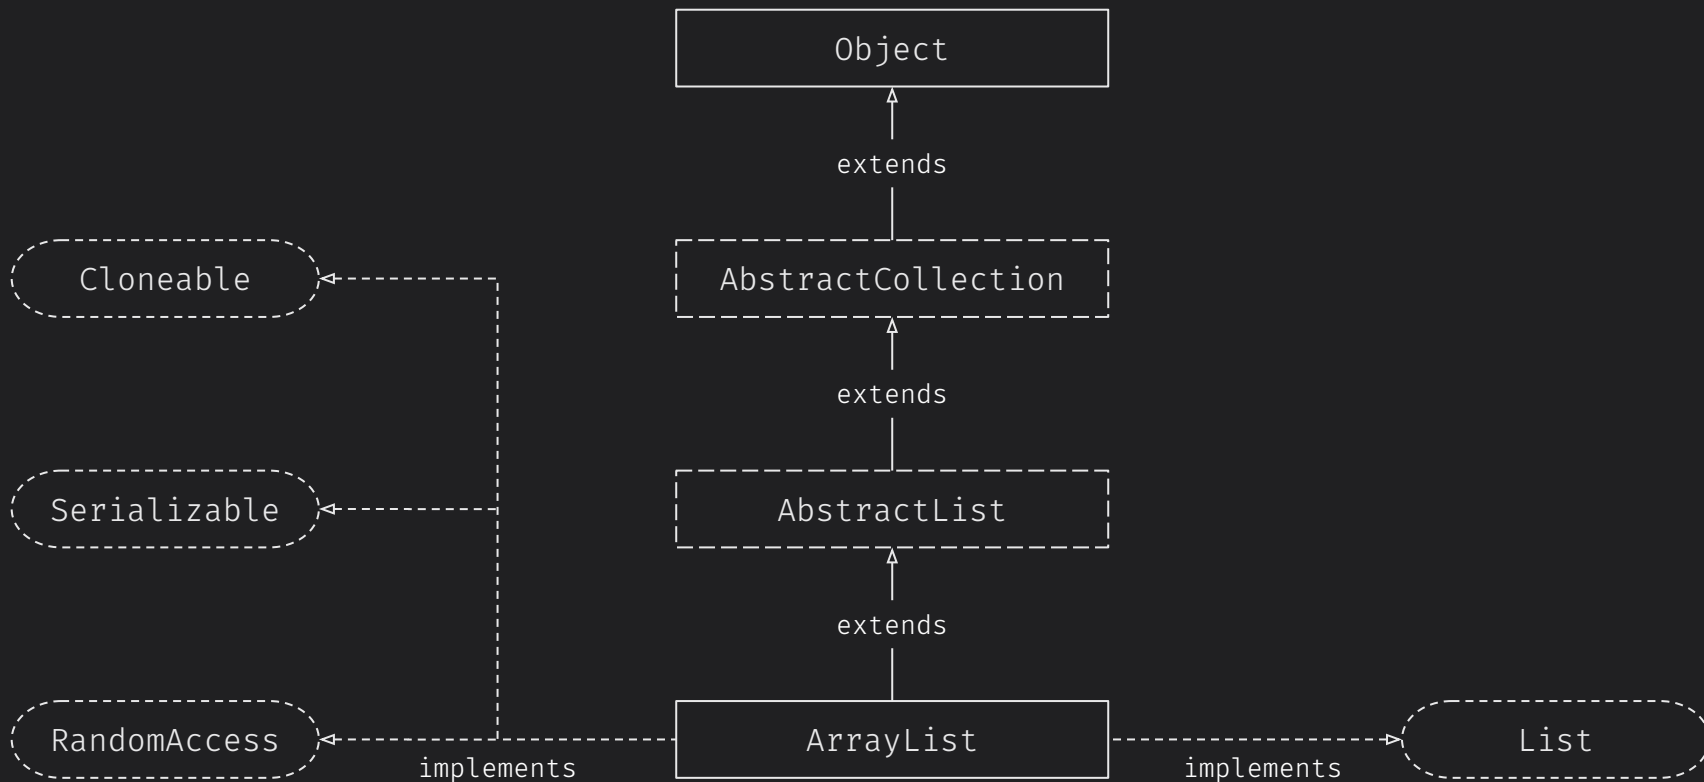 Object
extends
Cloneable
AbstractCollection
extends
Serializable
AbstractList
extends
RandomAccess
implements
ArrayList
implements
List